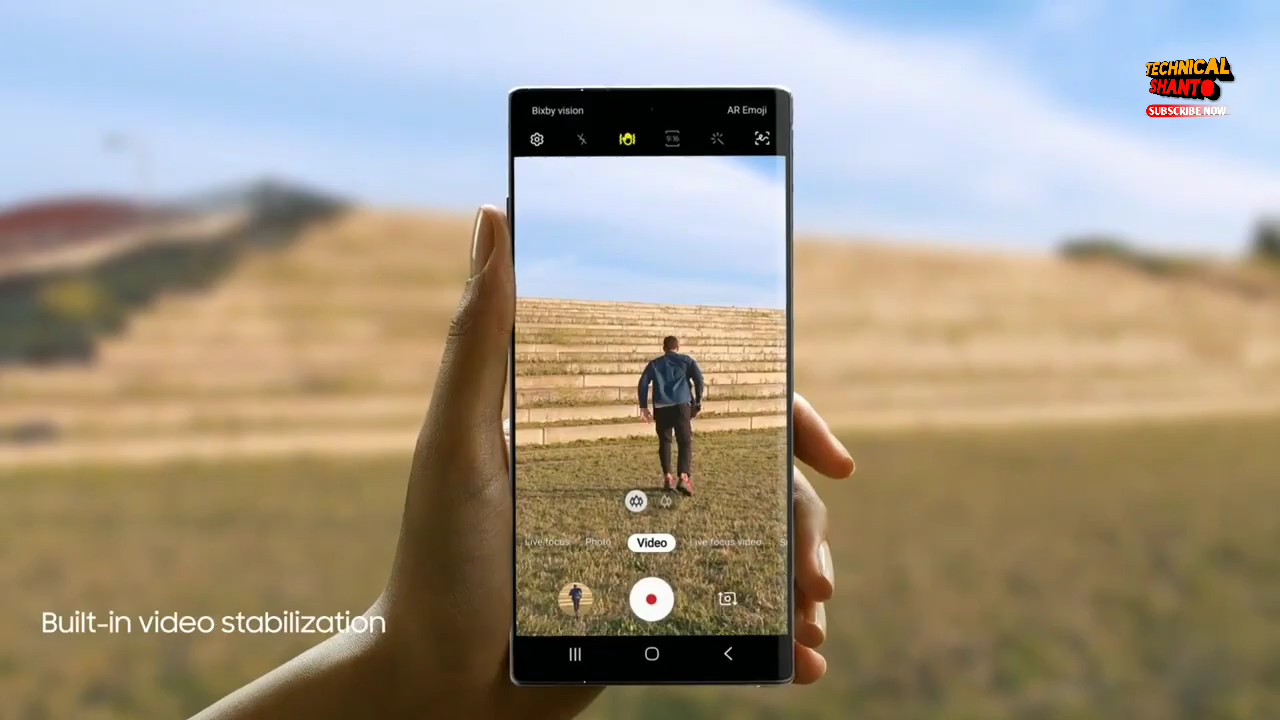 TECHNICAL
SHANTO
SUBSCRIBE NOW
Bixby vision
AR Emoji
9:16
Live focus
Photo
Video
Live focus video
Built-in video stabilization